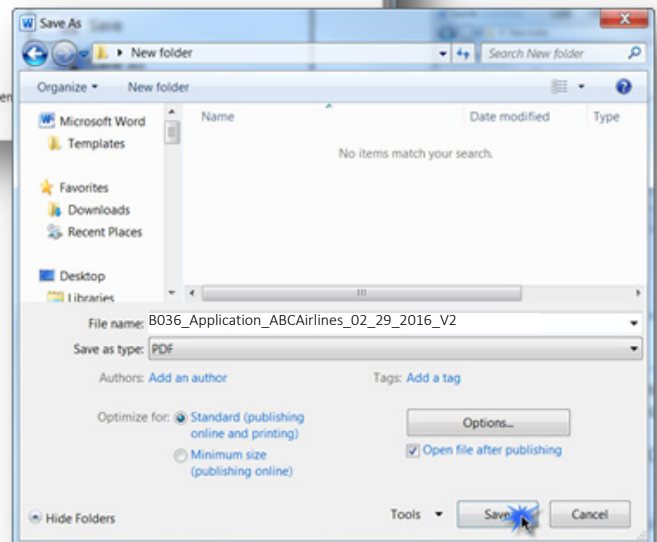 Save As
New folder
Search New folder
Organize
New folder
Microsoft Word
Templates
Favorites
Downloads
Recent Places
Desktop
Libraries
Name
Date modified
Type
No items match your search.
File name: B036_Application_ABCAirlines_02_29_2016_V2
Save as type: PDF
Authors: Add an author
Tags: Add a tag
Optimize for: Standard (publishing
online and printing)
Minimum size
(publishing online)
Options...
Open file after publishing
Hide Folders
Tools
Save
Cancel